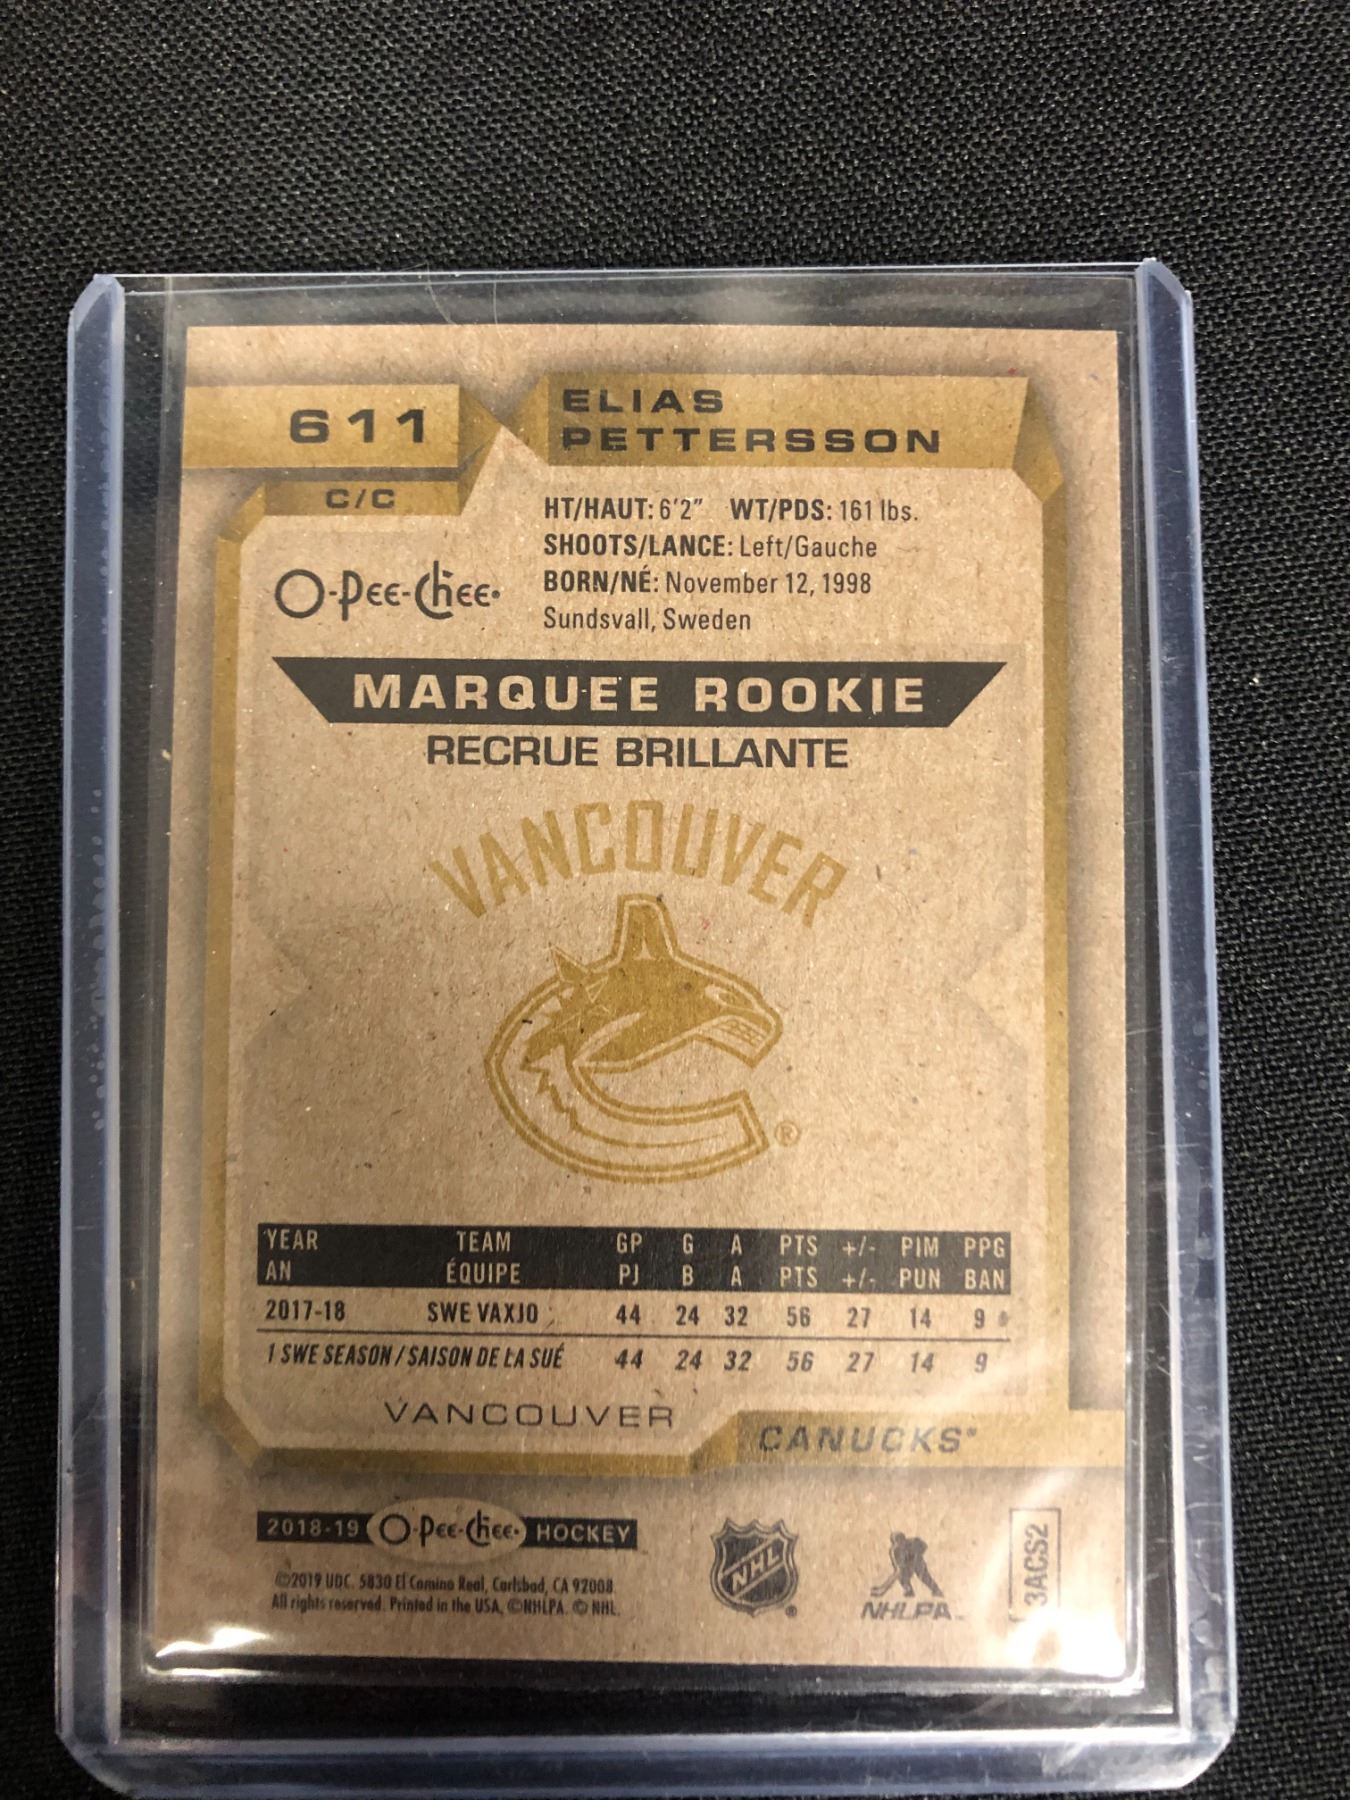 611
ELIAS
PETTERSSON
C/C
HT/HAUT: 6'2" WT/PDS: 161 lbs.
SHOOTS/LANCE: Left/Gauche
BORN/NÉ: November 12, 1998
Sundsvall, Sweden
O-Pee-Chee
MARQUEE ROOKIE
RECRUE BRILLANTE
VANCOUVER
®
YEAR TEAM GP G A PTS +/- PIM PPG
AN ÉQUIPE PJ B A PTS +/- PUN BAN
2017-18 SWE VAXJO 44 24 32 56 27 14 9
1 SWE SEASON / SAISON DE LA SUÉ 44 24 32 56 27 14 9
VANCOUVER
CANUCKS
2018-19 O-Pee-Chee HOCKEY
©2019 UDC. 5830 El Camino Real, Carlsbad, CA 92008.
All rights reserved. Printed in the USA. ©NHLPA. © NHL.
NHL
NHLPA
3ACS2